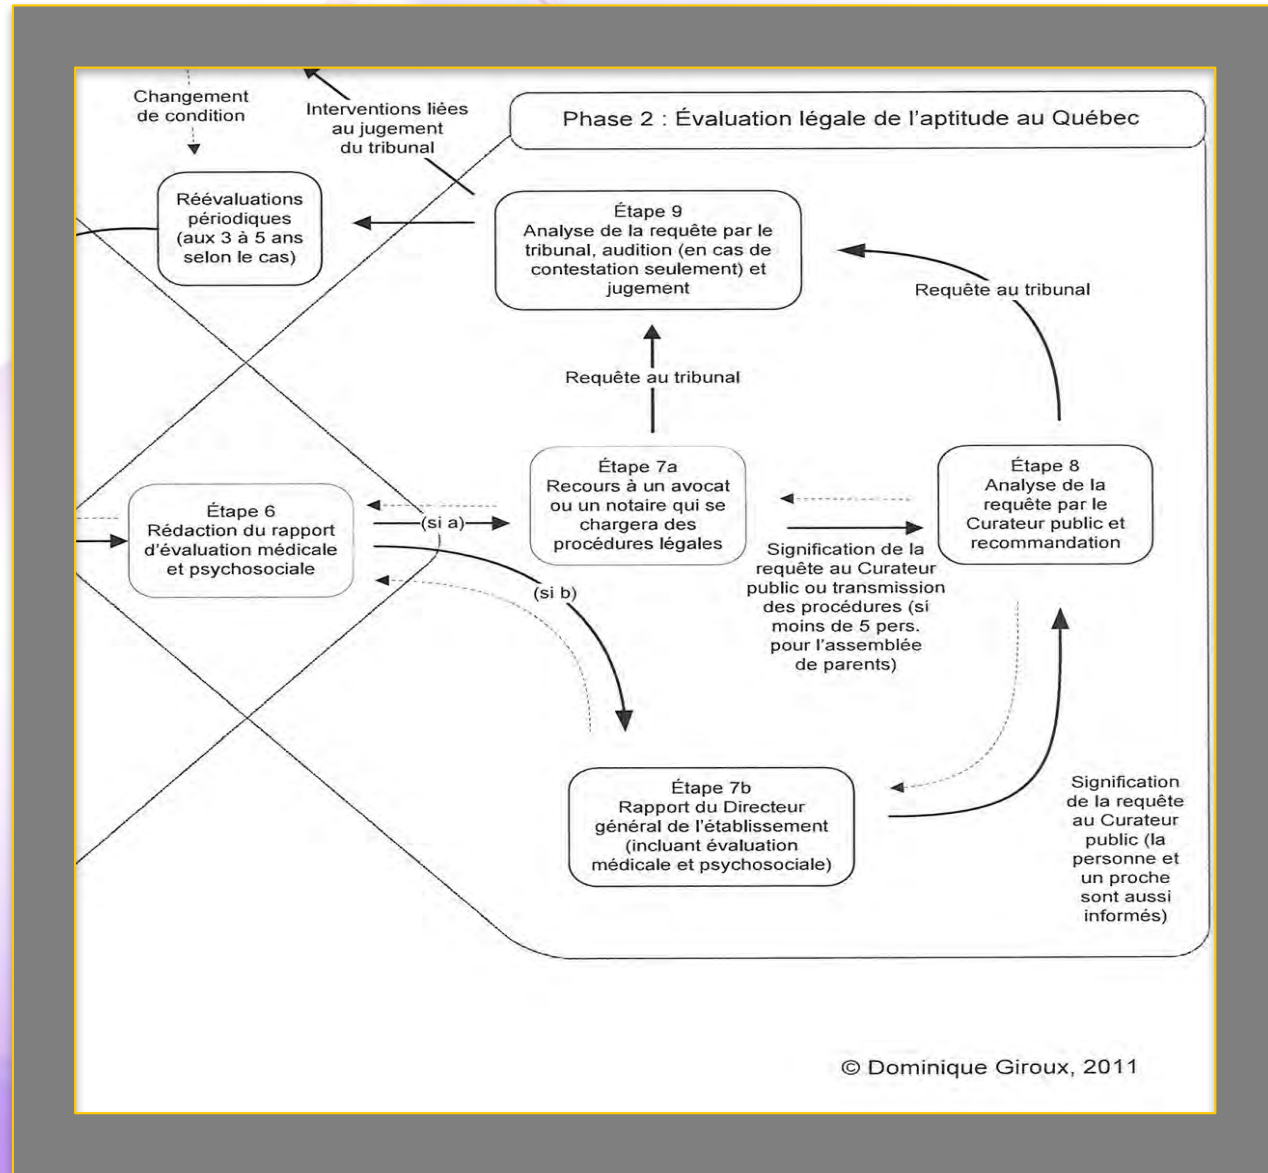 Changement
de condition
Interventions liées
au jugement
du tribunal
Phase 2 : Évaluation légale de l'aptitude au Québec
Réévaluations
périodiques
(aux 3 à 5 ans
selon le cas)
Étape 9
Analyse de la requête par le
tribunal, audition (en cas de
contestation seulement) et
jugement
Requête au tribunal
Requête au tribunal
Étape 6
Rédaction du rapport
d'évaluation médicale
et psychosociale
(si a)
(si b)
Étape 7a
Recours à un avocat
ou un notaire qui se
chargera des
procédures légales
Étape 8
Analyse de la
requête par le
Curateur public et
recommandation
Signification de la
requête au Curateur
public ou transmission
des procédures (si
moins de 5 pers.
pour l'assemblée
de parents)
Étape 7b
Rapport du Directeur
général de l'établissement
(incluant évaluation
médicale et psychosociale)
Signification
de la requête
au Curateur
public (la
personne et
un proche
sont aussi
informés)
© Dominique Giroux, 2011